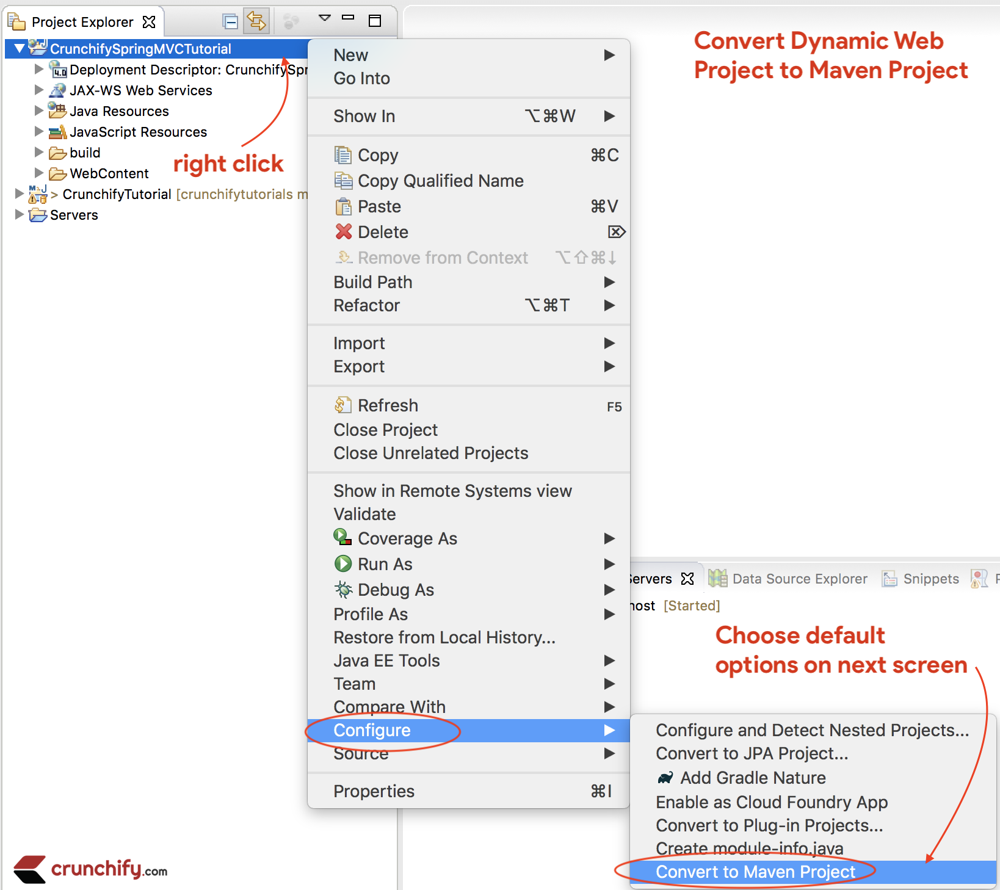 Project Explorer
CrunchifySpringMVCTutorial
4.0 Deployment Descriptor: CrunchifySpr
JAX-WS Web Services
Java Resources
JavaScript Resources
build
WebContent
> CrunchifyTutorial [crunchifytutorials m
Servers
right click
Convert Dynamic Web
Project to Maven Project
New
Go Into
Show In ⌥⌘W
Copy ⌘C
Copy Qualified Name
Paste ⌘V
Delete ⌦
Remove from Context ⌥⇧⌘↓
Build Path
Refactor ⌥⌘T
Import
Export
Refresh F5
Close Project
Close Unrelated Projects
Show in Remote Systems view
Validate
Coverage As
Run As
Debug As
Profile As
Restore from Local History...
Java EE Tools
Team
Compare With
Configure
Source
Properties ⌘I
Servers Data Source Explorer Snippets
host [Started]
Choose default
options on next screen
Configure and Detect Nested Projects...
Convert to JPA Project...
Add Gradle Nature
Enable as Cloud Foundry App
Convert to Plug-in Projects...
Create module-info.java
Convert to Maven Project
crunchify.com